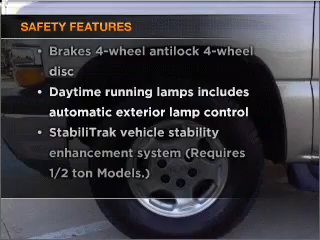 SAFETY FEATURES
• Brakes 4-wheel antilock 4-wheel
disc
• Daytime running lamps includes
automatic exterior lamp control
• StabiliTrak vehicle stability
enhancement system (Requires
1/2 ton Models.)